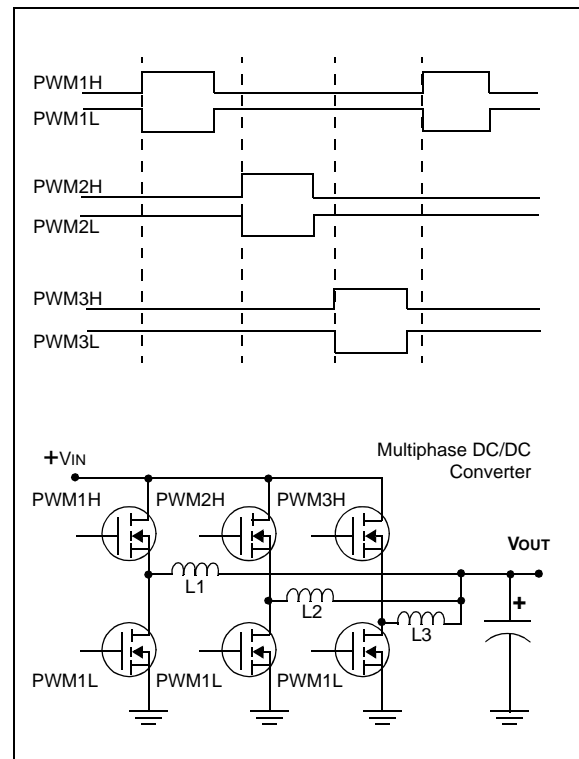 PWM1H
PWM1L
PWM2H
PWM2L
PWM3H
PWM3L
Multiphase DC/DC
Converter
+VIN
PWM1H PWM2H PWM3H
VOUT
L1
L2
L3
+
PWM1L PWM1L PWM1L